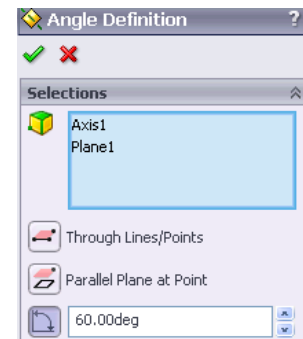 Angle Definition ?
Selections
Axis1
Plane1
Through Lines/Points
Parallel Plane at Point
60.00deg